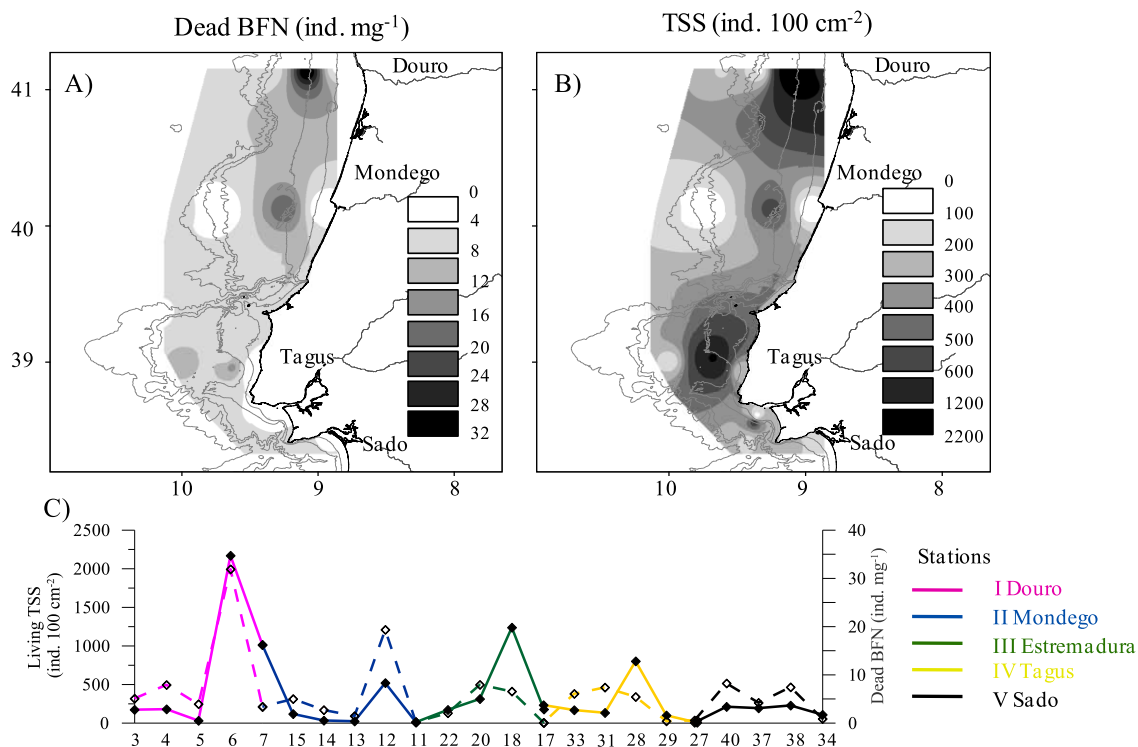 Dead BFN (ind. mg-1)
TSS (ind. 100 cm-2)
A)
Douro
41
Mondego
0
4
40
8
12
16
20
Tagus
39
24
28
32
Sado
10
9
8
B)
Douro
Mondego
0
100
200
300
400
500
Tagus
600
1200
2200
Sado
10
9
8
C)
2500
2000
1500
1000
500
0
Living TSS
(ind. 100 cm-2)
40
30
20
10
0
Dead BFN (ind. mg-1)
3 4 5 6 7 15 14 13 12 11 22 20 18 17 33 31 28 29 27 40 37 38 34
Stations
I Douro
II Mondego
III Estremadura
IV Tagus
V Sado